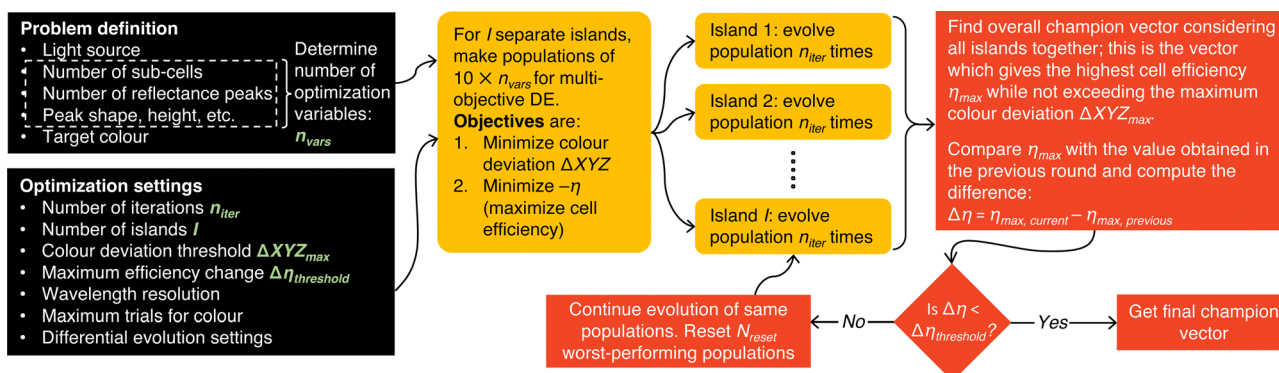 Problem definition
• Light source
• Number of sub-cells
• Number of reflectance peaks
• Peak shape, height, etc.
• Target colour
Determine
number of
optimization
variables:
n_vars
Optimization settings
• Number of iterations n_iter
• Number of islands I
• Colour deviation threshold ΔXYZ_max
• Maximum efficiency change Δη_threshold
• Wavelength resolution
• Maximum trials for colour
• Differential evolution settings
For I separate islands,
make populations of
10 × n_vars for multi-
objective DE.
Objectives are:
1. Minimize colour
deviation ΔXYZ
2. Minimize –η
(maximize cell
efficiency)
Island 1: evolve
population n_iter times
Island 2: evolve
population n_iter times
Island I: evolve
population n_iter times
Find overall champion vector considering
all islands together; this is the vector
which gives the highest cell efficiency
η_max while not exceeding the maximum
colour deviation ΔXYZ_max.
Compare η_max with the value obtained in
the previous round and compute the
difference:
Δη = η_max, current – η_max, previous
Is Δη <
Δη_threshold?
No
Yes
Continue evolution of same
populations. Reset N_reset
worst-performing populations
Get final champion
vector